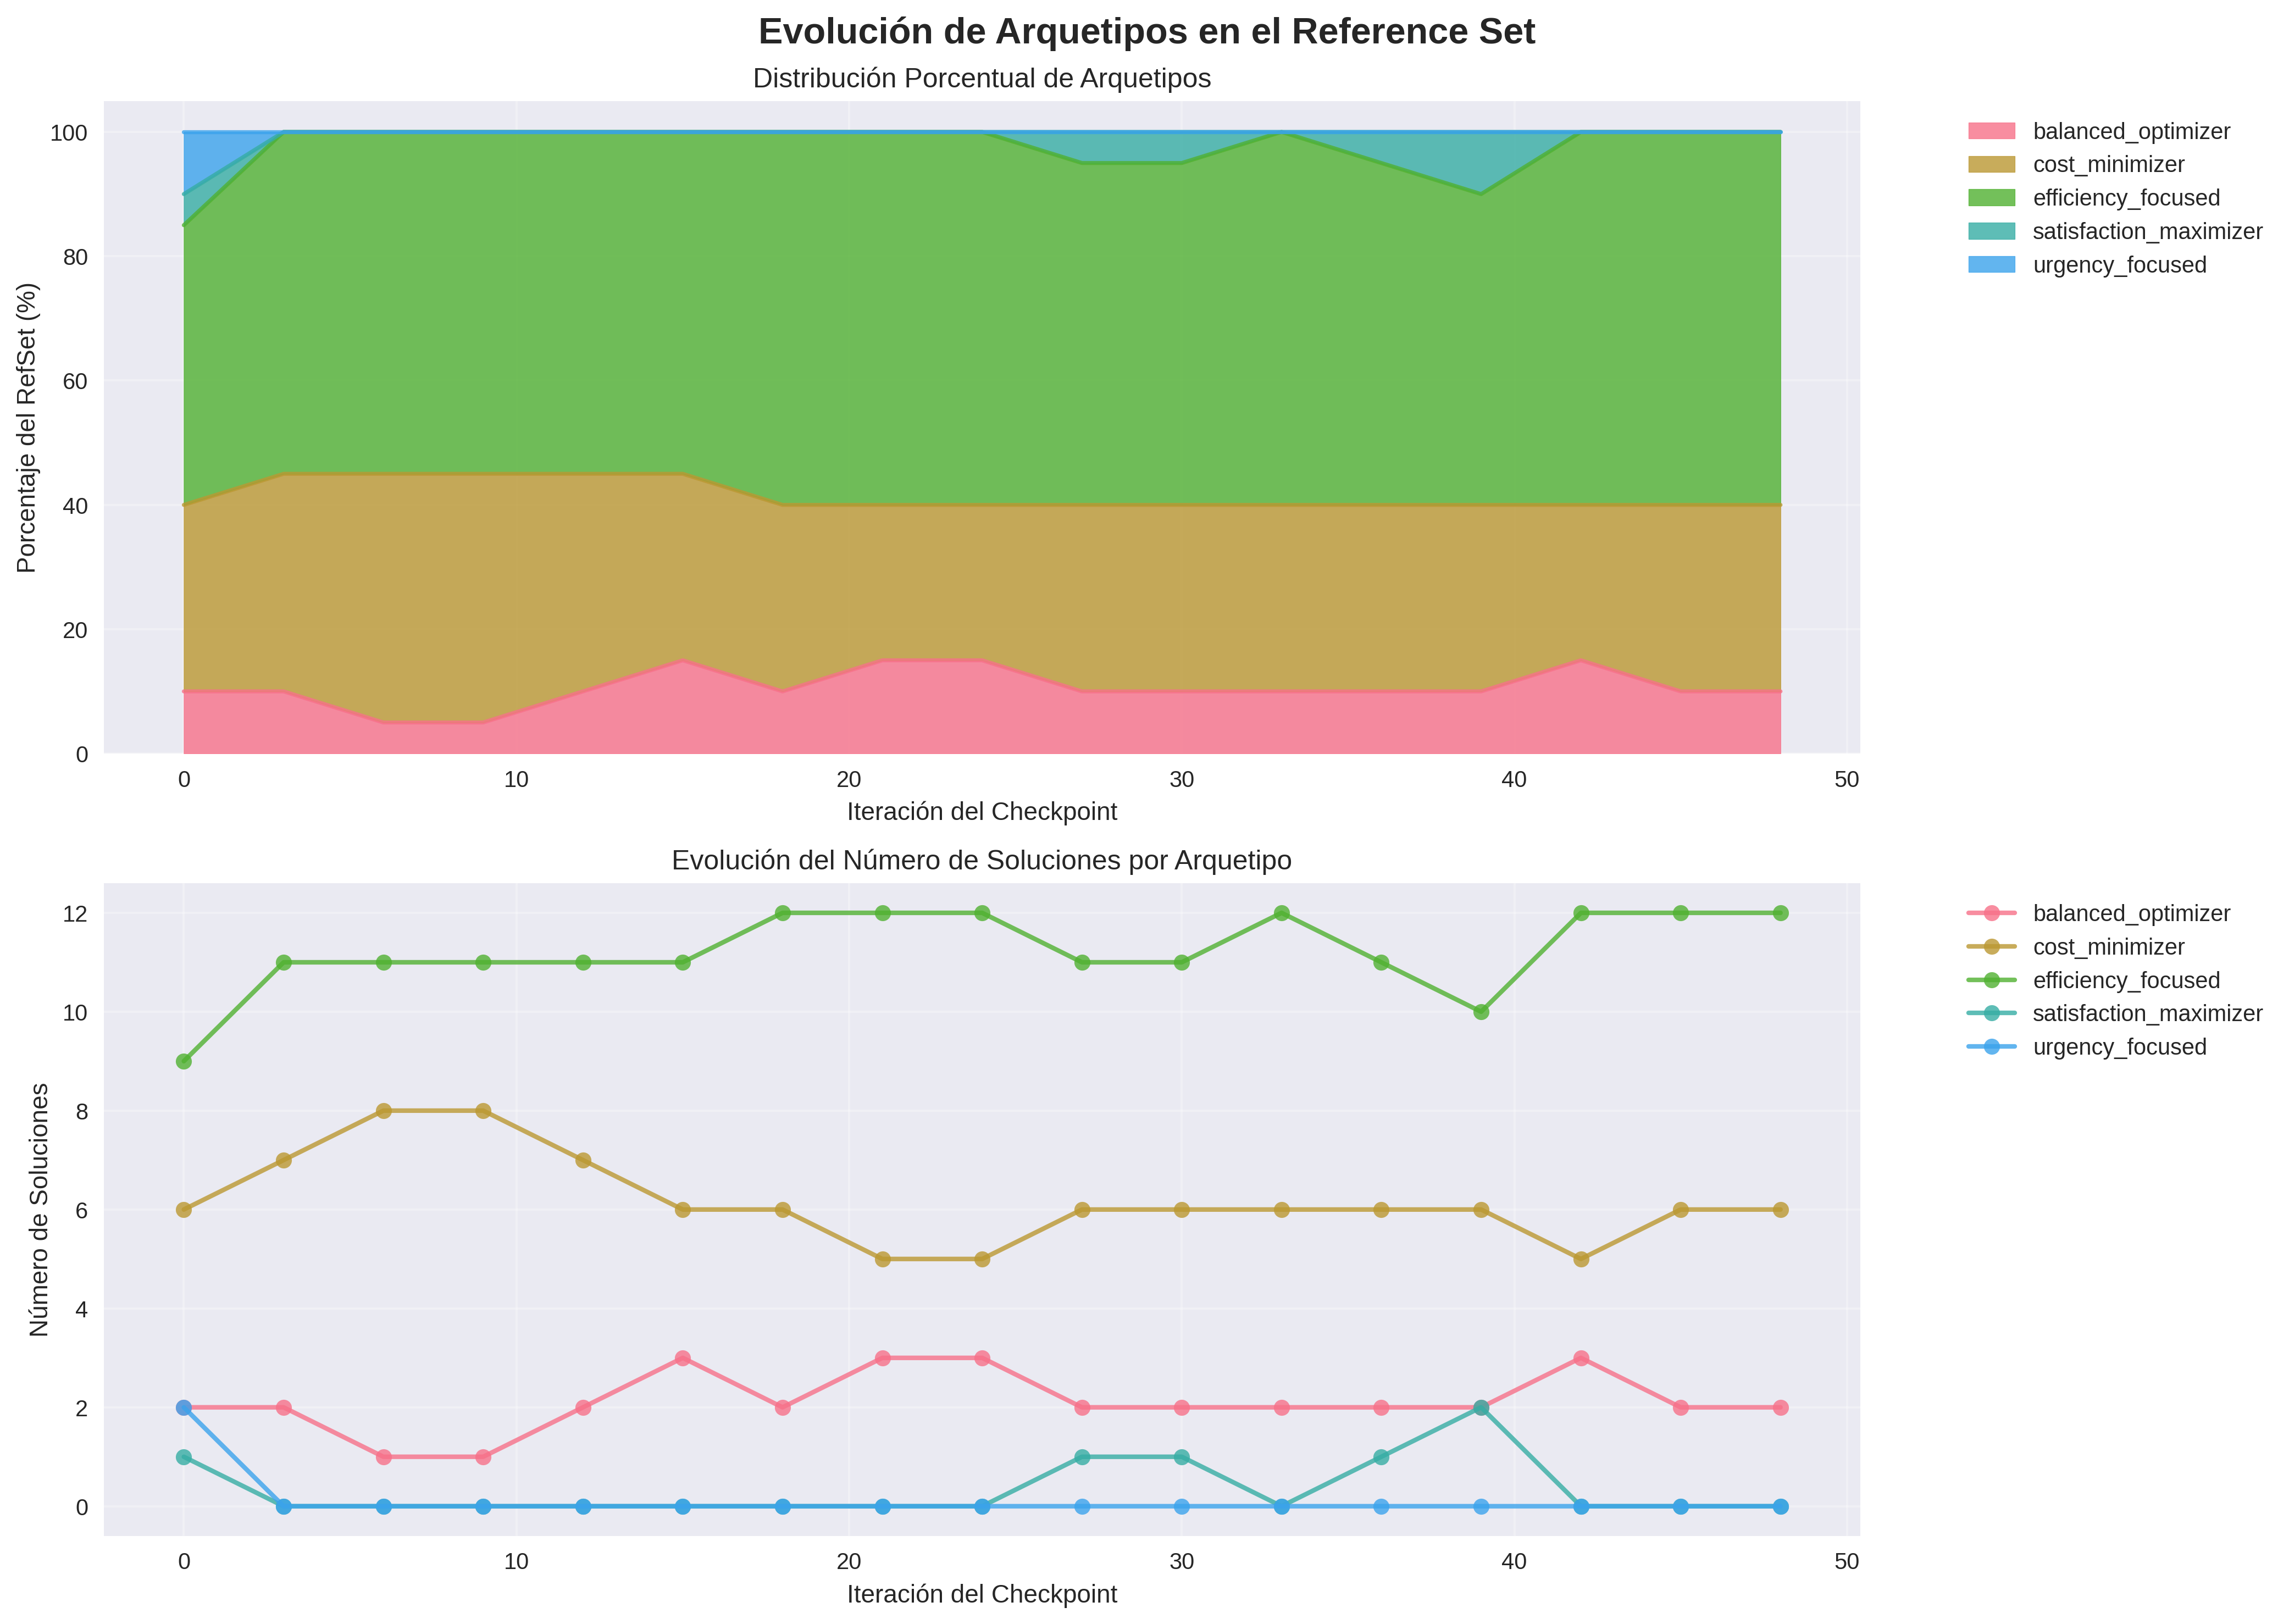 Evolución de Arquetipos en el Reference Set
Distribución Porcentual de Arquetipos
Porcentaje del RefSet (%)
100
80
60
40
20
0
0 10 20 30 40 50
Iteración del Checkpoint
balanced_optimizer
cost_minimizer
efficiency_focused
satisfaction_maximizer
urgency_focused
Evolución del Número de Soluciones por Arquetipo
Número de Soluciones
12
10
8
6
4
2
0
0 10 20 30 40 50
Iteración del Checkpoint
balanced_optimizer
cost_minimizer
efficiency_focused
satisfaction_maximizer
urgency_focused